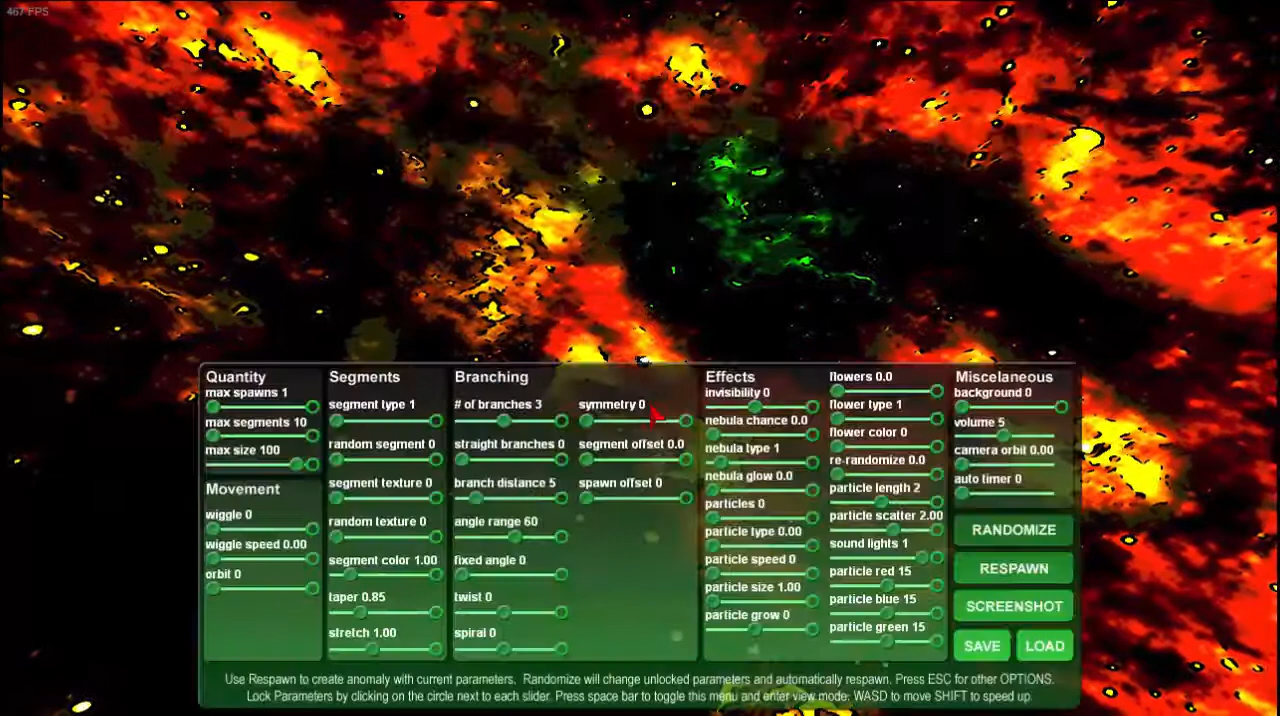 467 FPS
Quantity
max spawns 1
max segments 10
max size 100
Movement
wiggle 0
wiggle speed 0.00
orbit 0
Segments
segment type 1
random segment 0
segment texture 0
random texture 0
segment color 1.00
taper 0.85
stretch 1.00
Branching
# of branches 3
straight branches 0
branch distance 5
angle range 60
fixed angle 0
twist 0
spiral 0
symmetry 0
segment offset 0.0
spawn offset 0
Effects
invisibility 0
nebula chance 0.0
nebula type 1
nebula glow 0.0
particles 0
particle type 0.00
particle speed 0
particle size 1.00
particle grow 0
flowers 0.0
flower type 1
flower color 0
re-randomize 0.0
particle length 2
particle scatter 2.00
sound lights 1
particle red 15
particle blue 15
particle green 15
Miscelaneous
background 0
volume 5
camera orbit 0.00
auto timer 0
RANDOMIZE
RESPAWN
SCREENSHOT
SAVE LOAD
Use Respawn to create anomaly with current parameters. Randomize will change unlocked parameters and automatically respawn. Press ESC for other OPTIONS.
Lock Parameters by clicking on the circle next to each slider. Press space bar to toggle this menu and enter view mode. WASD to move SHIFT to speed up.